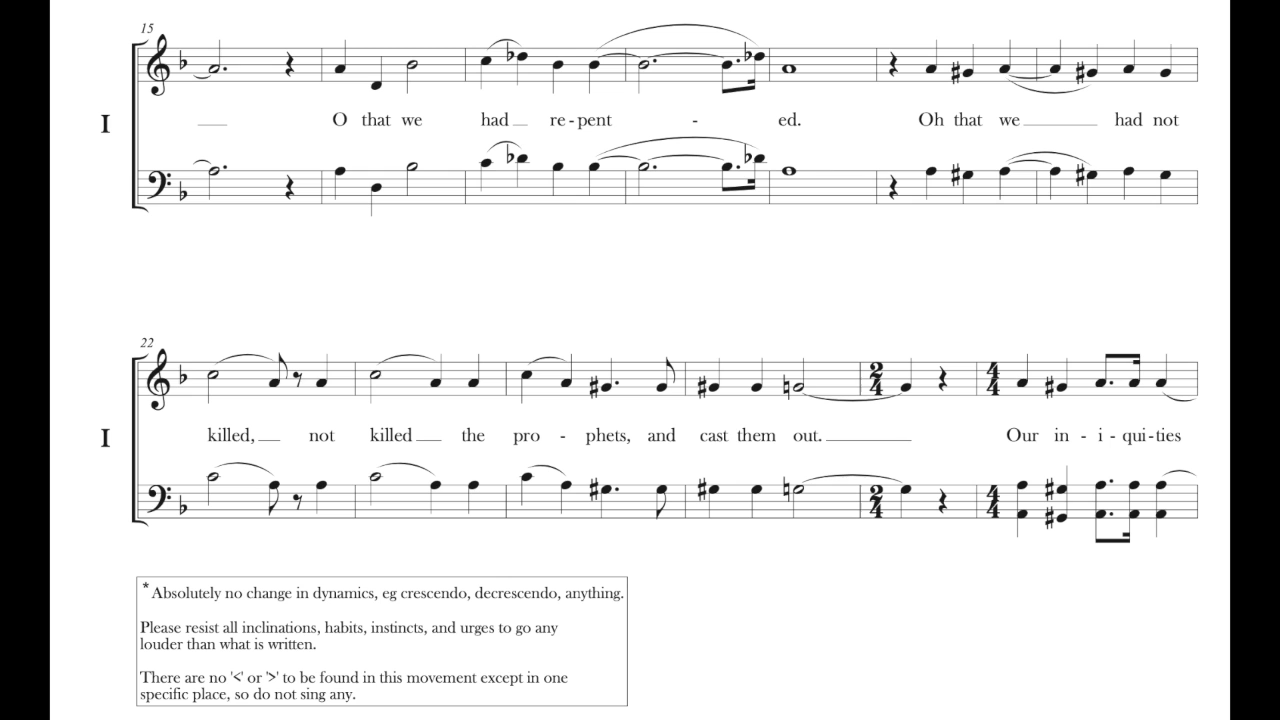 15
I
O that we had re - pent - ed. Oh that we had not
22
I
killed, not killed the pro - phets, and cast them out. Our in - i - qui - ties
2
4
4
4
2
4
4
4
* Absolutely no change in dynamics, eg crescendo, decrescendo, anything.
Please resist all inclinations, habits, instincts, and urges to go any
louder than what is written.
There are no '<' or '>' to be found in this movement except in one
specific place, so do not sing any.